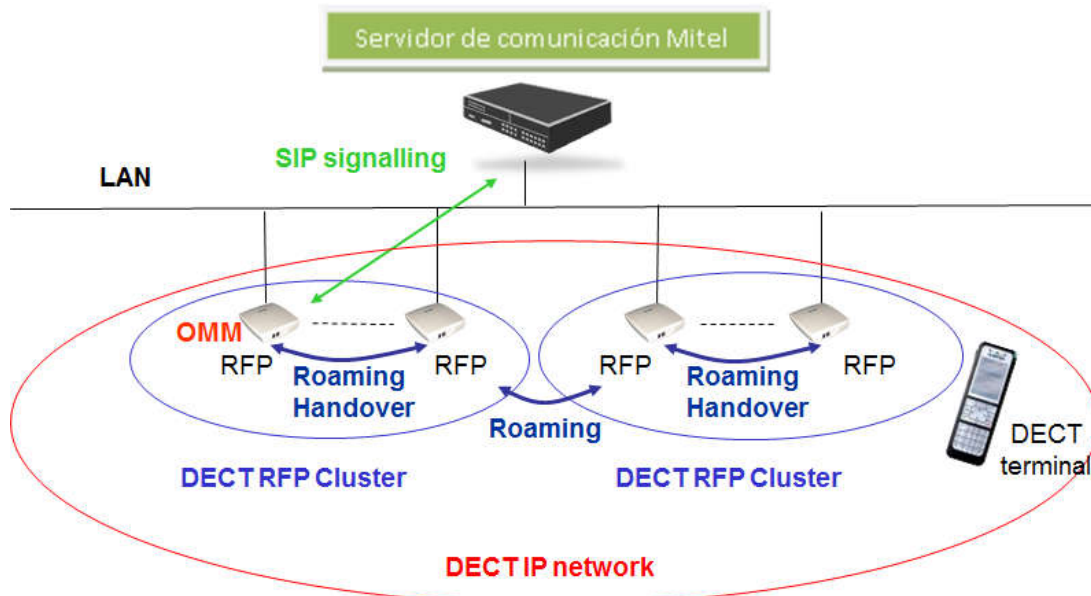 Servidor de comunicación Mitel
SIP signalling
LAN
OMM
RFP
RFP
RFP
RFP
Roaming
Handover
Roaming
Handover
Roaming
DECT
terminal
DECT RFP Cluster
DECT RFP Cluster
DECT IP network